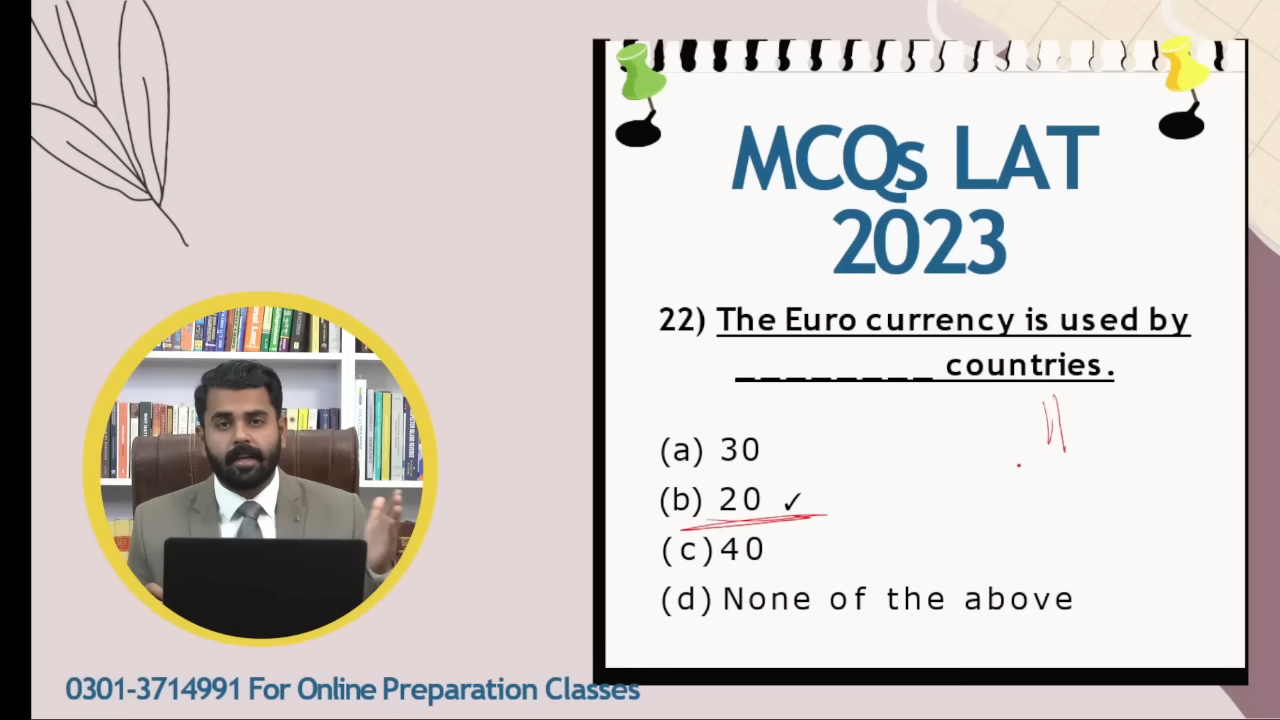 MCQs LAT
2023
22) The Euro currency is used by
________ countries.
(a) 30
(b) 20 ✓
(c) 40
(d) None of the above
0301-3714991 For Online Preparation Classes